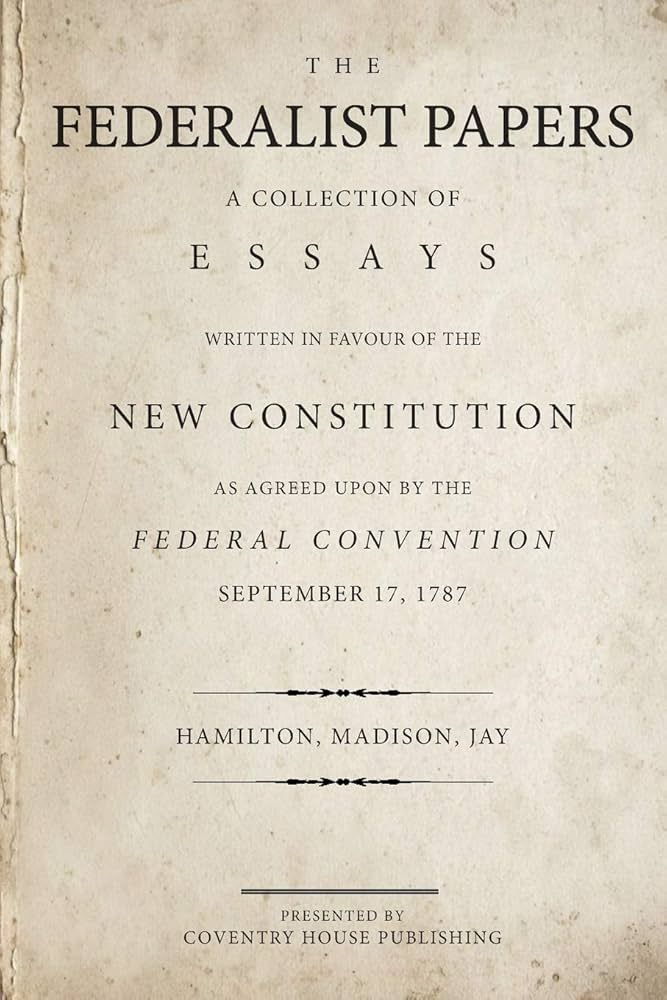 THE
FEDERALIST PAPERS
A COLLECTION OF
ESSAYS
WRITTEN IN FAVOUR OF THE
NEW CONSTITUTION
AS AGREED UPON BY THE
FEDERAL CONVENTION
SEPTEMBER 17, 1787
HAMILTON, MADISON, JAY
PRESENTED BY
COVENTRY HOUSE PUBLISHING